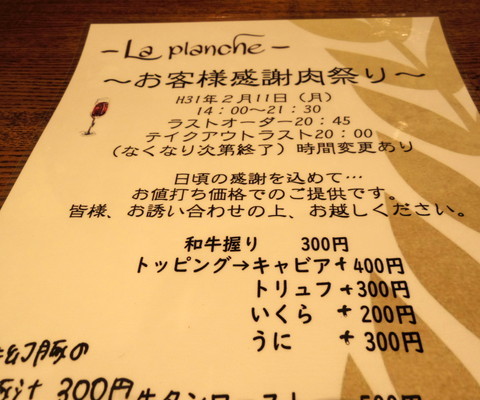 - La planche -
～お客様感謝肉祭り～
H31年2月11日（月）
14：00～21：30
ラストオーダー20：45
テイクアウトラスト20：00
（なくなり次第終了）時間変更あり
日頃の感謝を込めて…
お値打ち価格でのご提供です。
皆様、お誘い合わせの上、お越しください。
和牛握り 300円
トッピング→キャビア+400円
トリュフ+300円
いくら + 200円
うに + 300円
幻豚の
300円 牛タンロースト